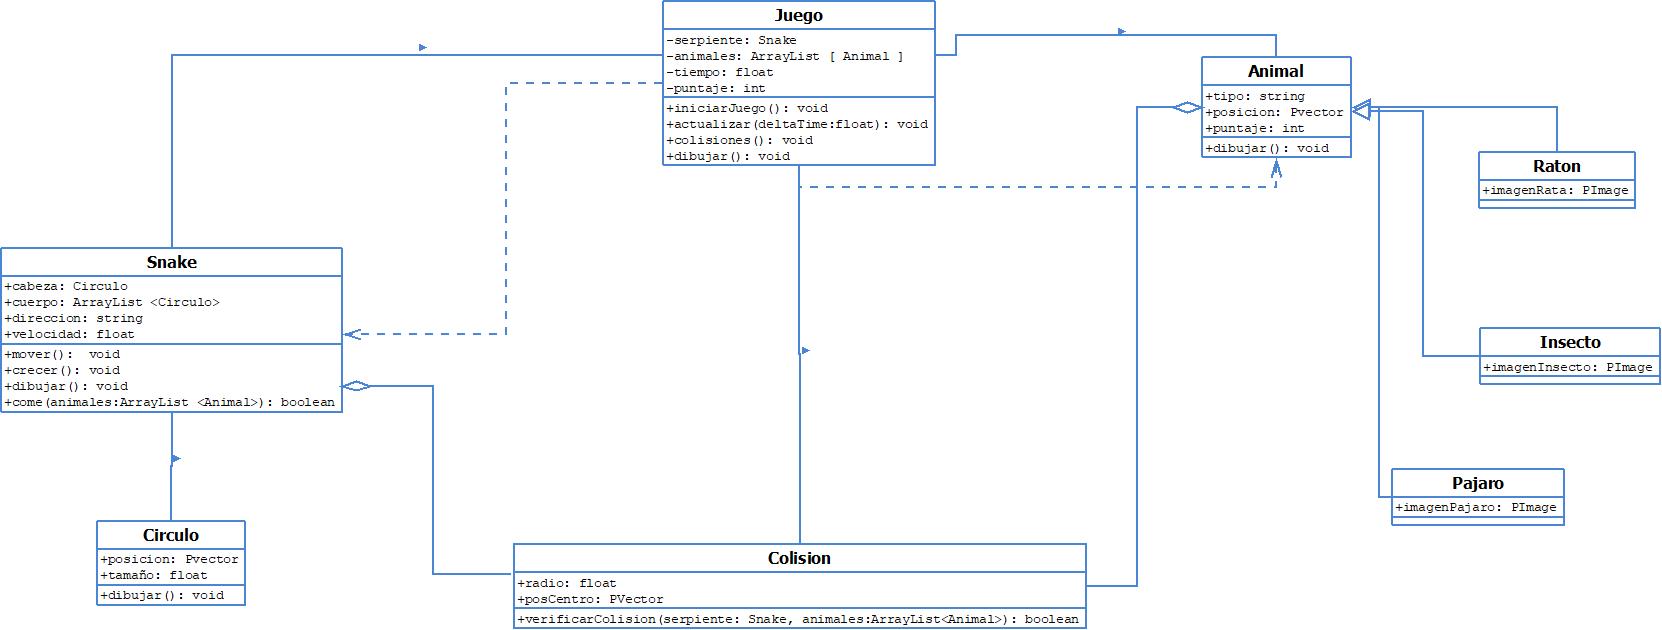 Juego
-serpiente: Snake
-animales: ArrayList [ Animal ]
-tiempo: float
-puntaje: int
+iniciarJuego(): void
+actualizar(deltaTime:float): void
+colisiones(): void
+dibujar(): void
Animal
+tipo: string
+posicion: Pvector
+puntaje: int
+dibujar(): void
Raton
+imagenRata: PImage
Snake
+cabeza: Circulo
+cuerpo: ArrayList <Circulo>
+direccion: string
+velocidad: float
+mover():  void
+crecer(): void
+dibujar(): void
+come(animales:ArrayList <Animal>): boolean
Insecto
+imagenInsecto: PImage
Pajaro
+imagenPajaro: PImage
Circulo
+posicion: Pvector
+tamaño: float
+dibujar(): void
Colision
+radio: float
+posCentro: PVector
+verificarColision(serpiente: Snake, animales:ArrayList<Animal>): boolean